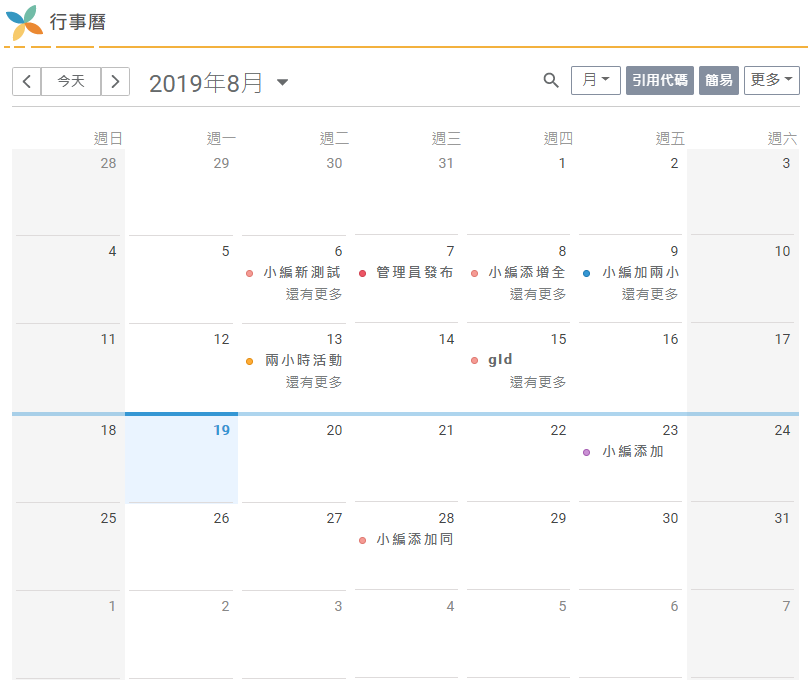 行事曆
今天 2019年8月 月 引用代碼 簡易 更多
週日 週一 週二 週三 週四 週五 週六
28 29 30 31 1 2 3
4 5 6 7 8 9 10
小編新測試 管理員發布 小編添增全 小編加兩小
還有更多 還有更多 還有更多
11 12 13 14 15 16 17
兩小時活動 gld
還有更多 還有更多
18 19 20 21 22 23 24
小編添加
25 26 27 28 29 30 31
小編添加同
1 2 3 4 5 6 7